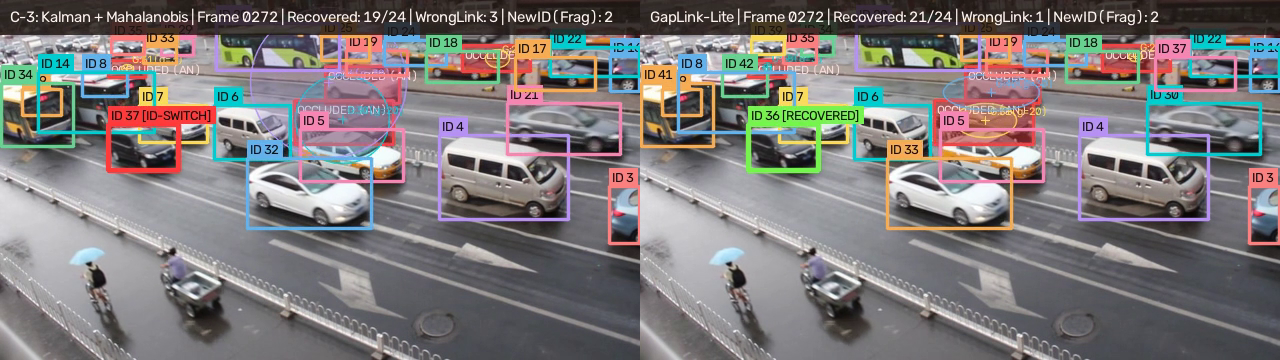 C-3: Kalman + Mahalanobis | Frame 0272 | Recovered: 19/24 | WrongLink: 3 | NewID(Frag): 2
ID 33
ID 19
ID 18
ID 17
ID 22
ID 34
ID 14
ID 8
OCCLUDED (AN)
ID 7
ID 6
ID 21
ID 37 [ID-SWITCH]
ID 5
ID 4
ID 32
ID 3
GapLink-Lite | Frame 0272 | Recovered: 21/24 | WrongLink: 1 | NewID(Frag): 2
ID 35
ID 19
ID 18
ID 37
ID 22
ID 41
ID 8
ID 42
OCCLUDED (AN)
ID 7
ID 6
ID 30
ID 36 [RECOVERED]
ID 5
ID 4
ID 33
ID 3